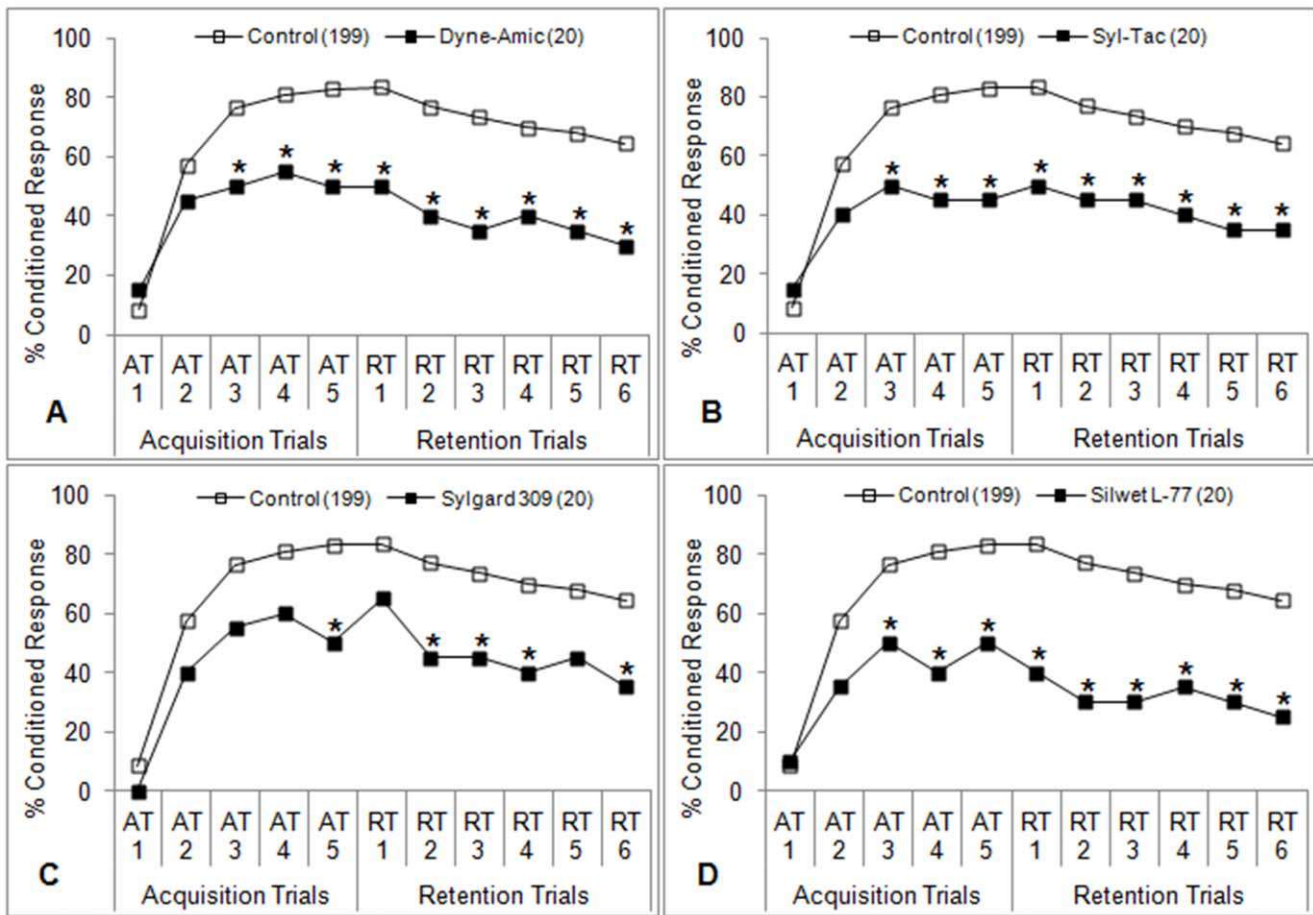 100%
Control (199) Dyne-Amic (20)
80
60
40
20
0
% Conditioned Response
* * * * * * * * *
AT 1 AT 2 AT 3 AT 4 AT 5 RT 1 RT 2 RT 3 RT 4 RT 5 RT 6
Acquisition Trials Retention Trials
A
100%
Control (199) Syl-Tac (20)
80
60
40
20
0
% Conditioned Response
* * * * * * * * *
AT 1 AT 2 AT 3 AT 4 AT 5 RT 1 RT 2 RT 3 RT 4 RT 5 RT 6
Acquisition Trials Retention Trials
B
100%
Control (199) Sylgard 309 (20)
80
60
40
20
0
% Conditioned Response
* * * * *
AT 1 AT 2 AT 3 AT 4 AT 5 RT 1 RT 2 RT 3 RT 4 RT 5 RT 6
Acquisition Trials Retention Trials
C
100%
Control (199) Silwet L-77 (20)
80
60
40
20
0
% Conditioned Response
* * * * * * * * *
AT 1 AT 2 AT 3 AT 4 AT 5 RT 1 RT 2 RT 3 RT 4 RT 5 RT 6
Acquisition Trials Retention Trials
D